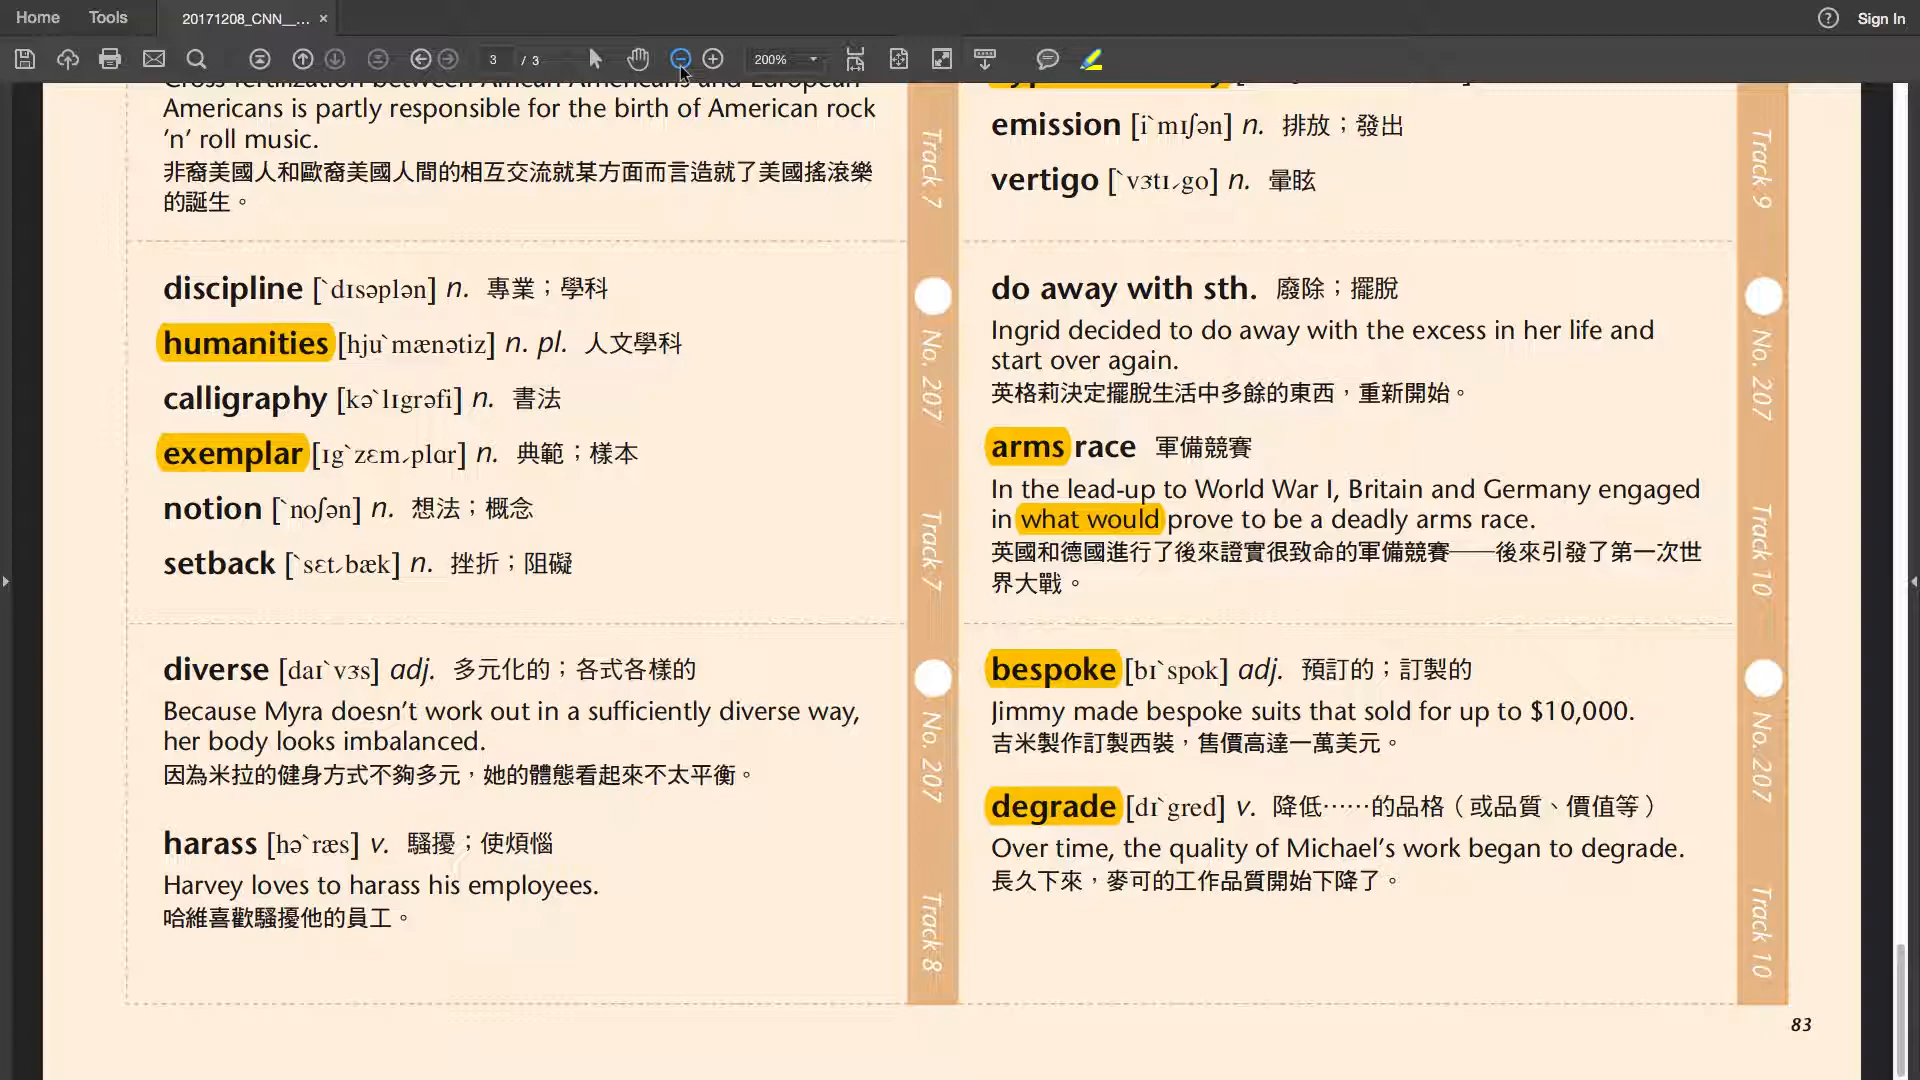 Home
Tools
20171208_CNN__... ×
Sign In
3 / 3
200%
Americans is partly responsible for the birth of American rock
’n’ roll music.
非裔美國人和歐裔美國人間的相互交流就某方面而言造就了美國搖滾樂
的誕生。
Track 7
discipline [ˋdɪsəplən] n. 專業；學科
humanities [hjuˋmænətiz] n. pl. 人文學科
calligraphy [kəˋlɪgrəfi] n. 書法
exemplar [ɪgˋzɛmˏplɑr] n. 典範；樣本
notion [ˋnoʃən] n. 想法；概念
setback [ˋsɛtˏbæk] n. 挫折；阻礙
No. 207
Track 7
diverse [daɪˋvɜs] adj. 多元化的；各式各樣的
Because Myra doesn’t work out in a sufficiently diverse way,
her body looks imbalanced.
因為米拉的健身方式不夠多元，她的體態看起來不太平衡。
harass [həˋræs] v. 騷擾；使煩惱
Harvey loves to harass his employees.
哈維喜歡騷擾他的員工。
No. 207
Track 8
emission [iˋmɪʃən] n. 排放；發出
vertigo [ˋvɜtɪˏgo] n. 暈眩
Track 9
do away with sth. 廢除；擺脫
Ingrid decided to do away with the excess in her life and
start over again.
英格莉決定擺脫生活中多餘的東西，重新開始。
arms race 軍備競賽
In the lead-up to World War I, Britain and Germany engaged
in what would prove to be a deadly arms race.
英國和德國進行了後來證實很致命的軍備競賽——後來引發了第一次世
界大戰。
No. 207
Track 10
bespoke [bɪˋspok] adj. 預訂的；訂製的
Jimmy made bespoke suits that sold for up to $10,000.
吉米製作訂製西裝，售價高達一萬美元。
degrade [dɪˋgred] v. 降低⋯⋯的品格（或品質、價值等）
Over time, the quality of Michael’s work began to degrade.
長久下來，麥可的工作品質開始下降了。
No. 207
Track 10
83